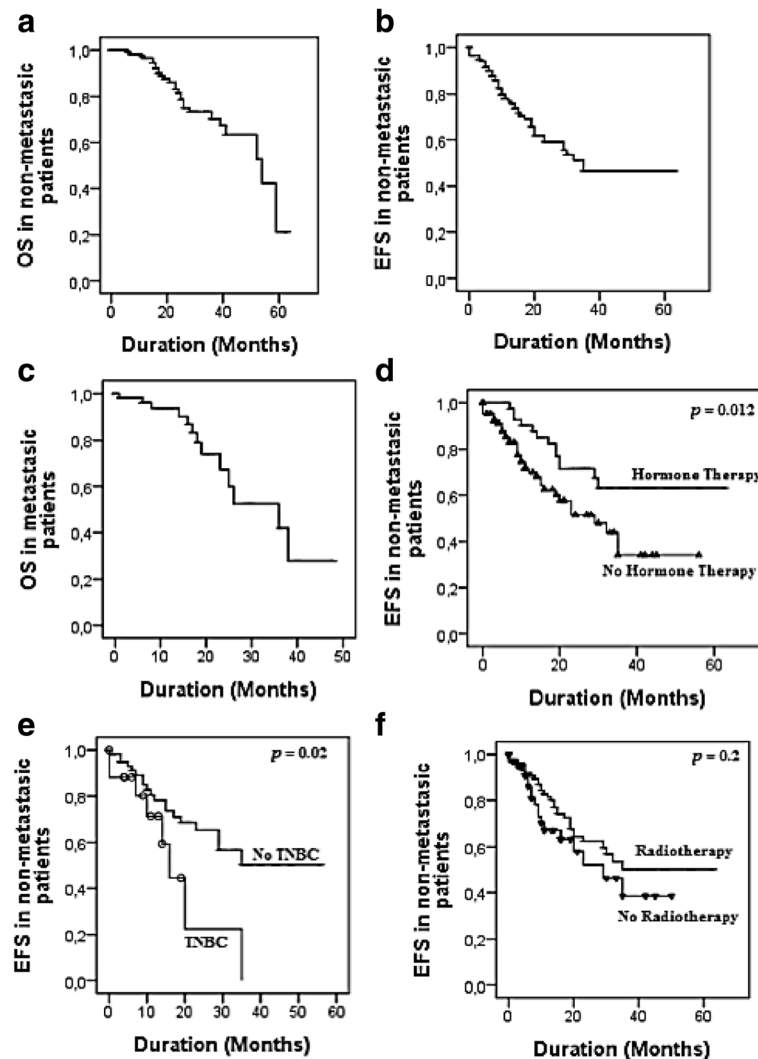 a
OS in non-metastasic
patients
1,0
0,8
0,6
0,4
0,2
0,0
0 20 40 60
Duration (Months)
b
EFS in non-metastasic
patients
1,0
0,8
0,6
0,4
0,2
0,0
0 20 40 60
Duration (Months)
c
OS in metastasic
patients
1,0
0,8
0,6
0,4
0,2
0,0
0 10 20 30 40 50
Duration (Months)
d
EFS in non-metastasic
patients
1,0
0,8
0,6
0,4
0,2
0,0
p = 0.012
Hormone Therapy
No Hormone Therapy
0 20 40 60
Duration (Months)
e
EFS in non-metastasic
patients
1,0
0,8
0,6
0,4
0,2
0,0
p = 0.02
No TNBC
TNBC
0 10 20 30 40 50 60
Duration (Months)
f
EFS in non-metastasic
patients
1,0
0,8
0,6
0,4
0,2
0,0
p = 0.2
Radiotherapy
No Radiotherapy
0 20 40 60
Duration (Months)